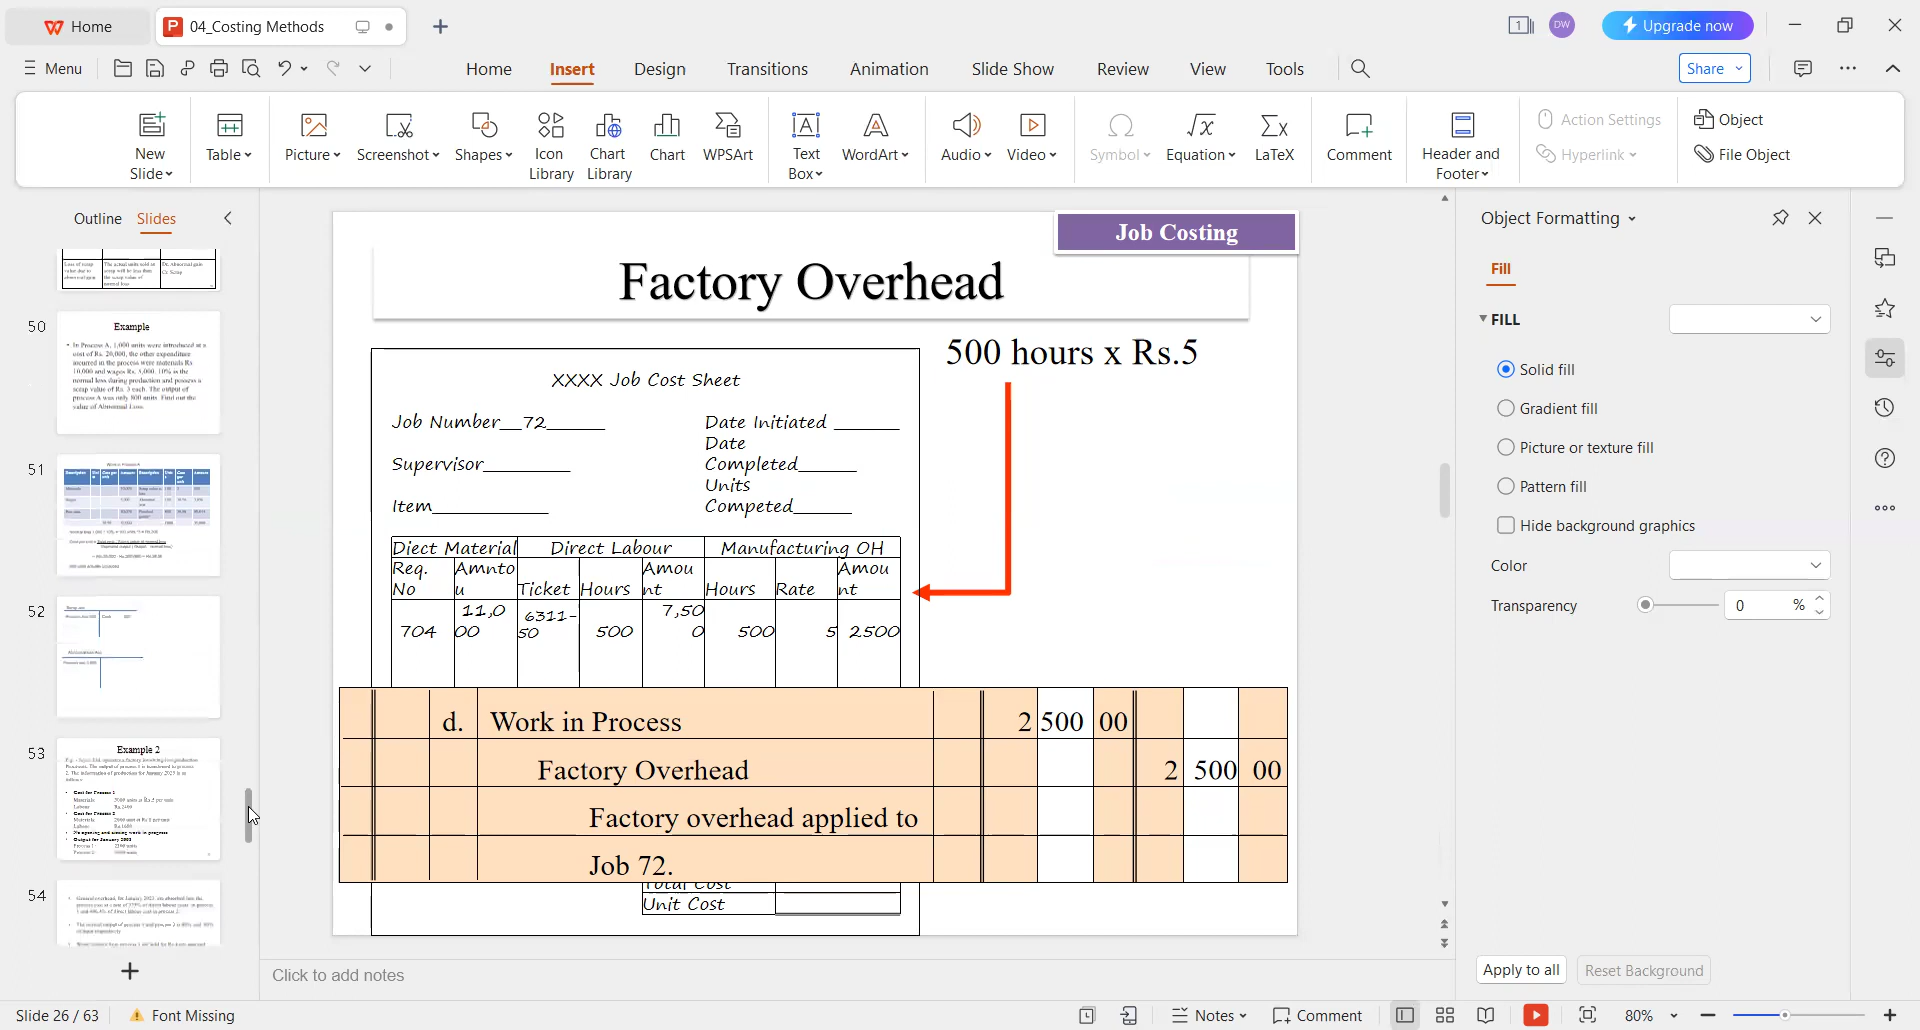 Home
04_Costing Methods
1
DW
Upgrade now
Menu
Home
Insert
Design
Transitions
Animation
Slide Show
Review
View
Tools
Share
New
Slide
Table
Picture
Screenshot
Shapes
Icon
Library
Chart
Library
Chart
WPSArt
Text
Box
WordArt
Audio
Video
Symbol
Equation
LaTeX
Comment
Header and
Footer
Action Settings
Hyperlink
Object
File Object
Outline
Slides
50
Example
51
52
53
Example 2
54
Job Costing
Factory Overhead
500 hours x Rs.5
XXXX Job Cost Sheet
Job Number__72______
Date Initiated _______
Date
Supervisor_________
Completed______
Units
Item____________
Competed______
Diect Material Direct Labour Manufacturing OH
Req. Amnto Amou Amou
No u Ticket Hours nt Hours Rate nt
11,0 6311- 7,50
704 00 50 500 0 500 5 2500
d. Work in Process 2 500 00
Factory Overhead 2 500 00
Factory overhead applied to
Job 72.
Total Cost
Unit Cost
Click to add notes
Object Formatting
Fill
FILL
Solid fill
Gradient fill
Picture or texture fill
Pattern fill
Hide background graphics
Color
Transparency 0 %
Apply to all
Reset Background
Slide 26 / 63
Font Missing
Notes
Comment
80%